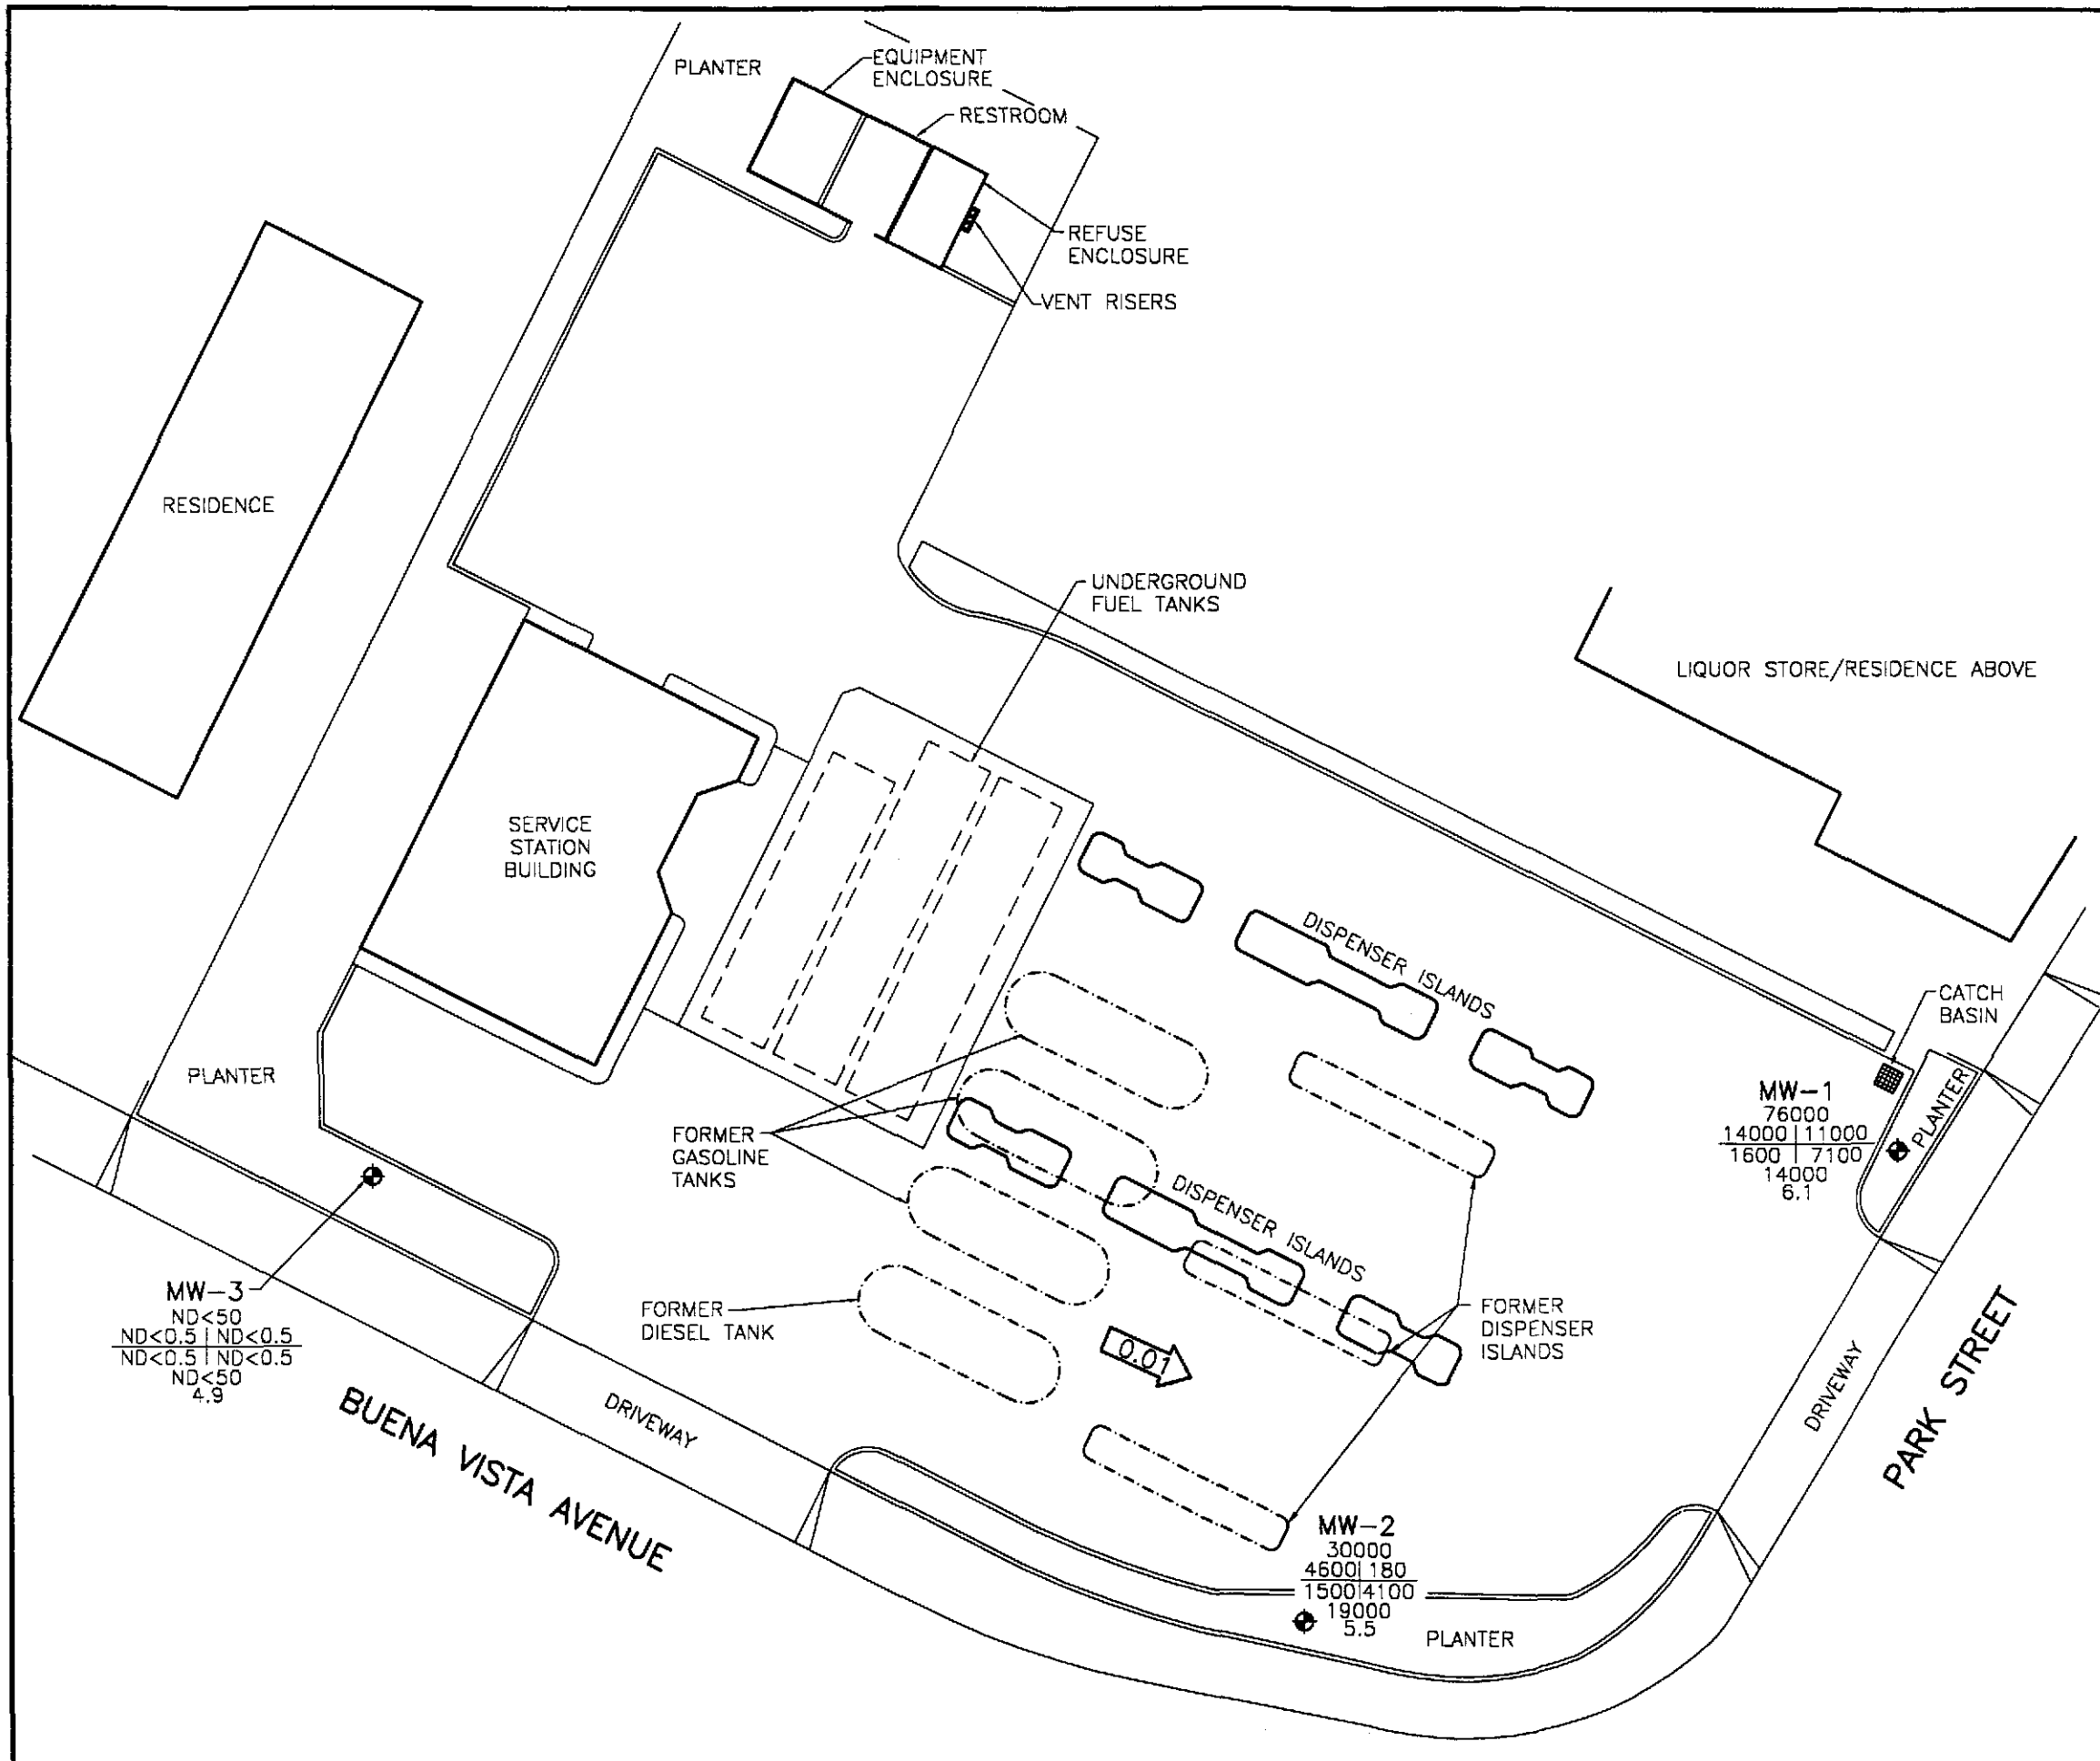 PLANTER
EQUIPMENT
ENCLOSURE
RESTROOM
REFUSE
ENCLOSURE
VENT RISERS
RESIDENCE
UNDERGROUND
FUEL TANKS
LIQUOR STORE/RESIDENCE ABOVE
SERVICE
STATION
BUILDING
DISPENSER ISLANDS
CATCH
BASIN
PLANTER
PLANTER
MW-1
76000
14000 | 11000
1600 | 7100
14000
6.1
FORMER
GASOLINE
TANKS
DISPENSER ISLANDS
MW-3
ND<50
ND<0.5 | ND<0.5
ND<0.5 | ND<0.5
ND<50
4.9
FORMER
DIESEL TANK
0.01
FORMER
DISPENSER
ISLANDS
DRIVEWAY
PARK STREET
DRIVEWAY
BUENA VISTA AVENUE
MW-2
30000
4600 | 180
1500 | 4100
19000
5.5
PLANTER